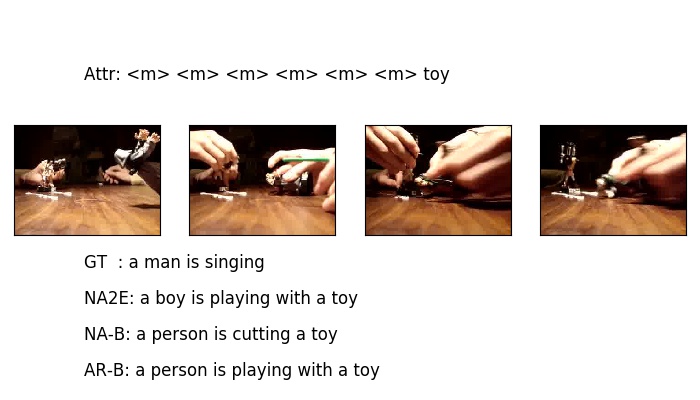 Attr: <m> <m> <m> <m> <m> <m> toy
GT : a man is singing
NA2E: a boy is playing with a toy
NA-B: a person is cutting a toy
AR-B: a person is playing with a toy